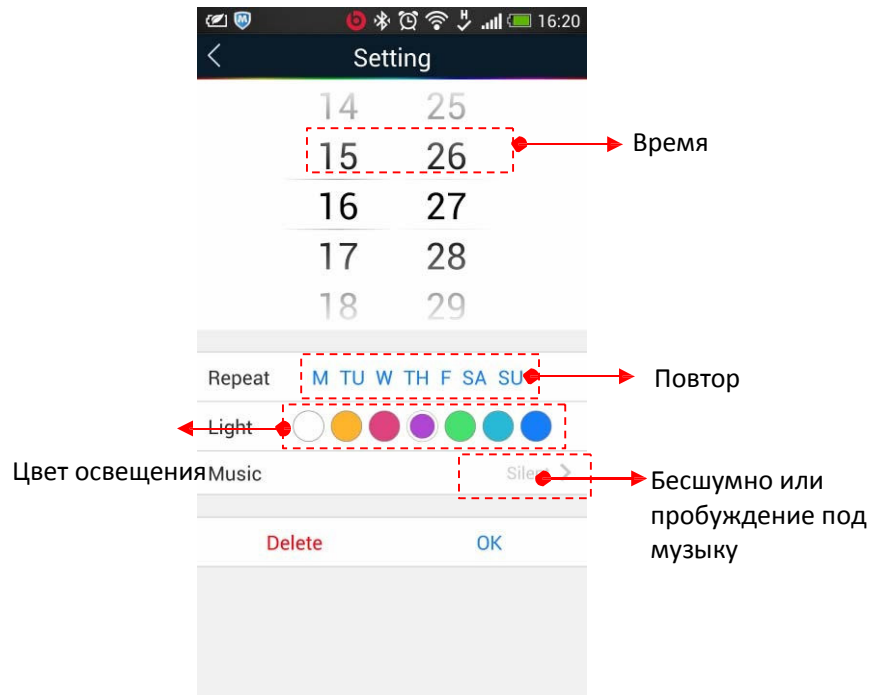 16:20
Setting
14 25
15 26
Время
16 27
17 28
18 29
Repeat M TU W TH F SA SU
Повтор
Light
Цвет освещения
Music Silent
Бесшумно или
пробуждение под
музыку
Delete OK